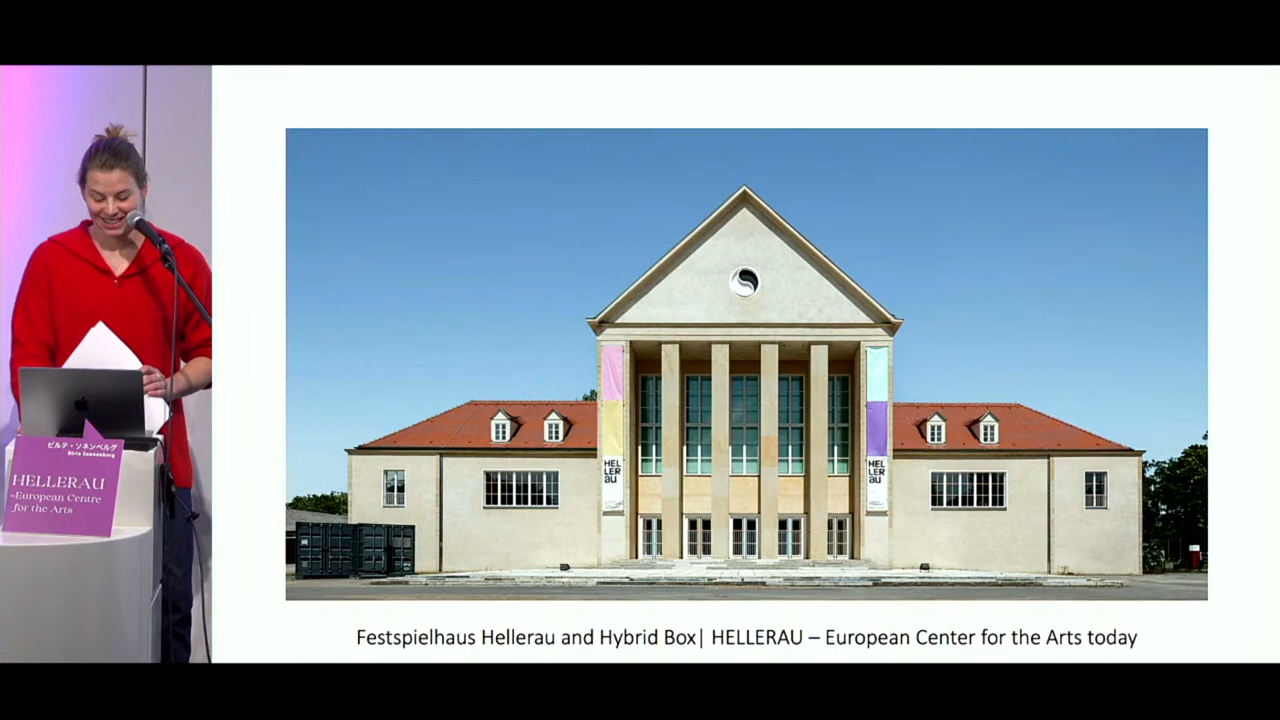 ビルテ・ソネンベルグ
Birte Sonnenberg
HELLERAU
–European Centre
for the Arts
HEL
LER
au
HEL
LER
au
Festspielhaus Hellerau and Hybrid Box| HELLERAU – European Center for the Arts today